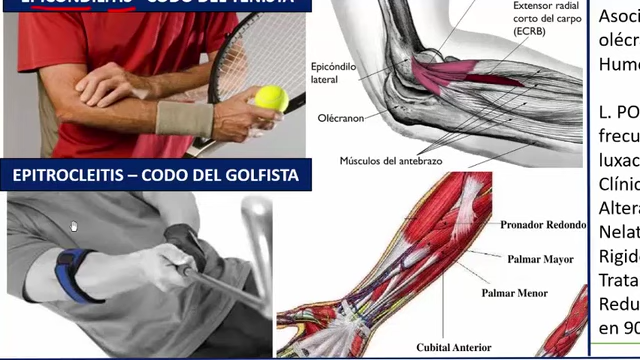 EPICONDILITIS - CODO DEL TENISTA
Extensor radial
corto del carpo
(ECRB)
Epicóndilo
lateral
Olécranon
Músculos del antebrazo
EPITROCLEITIS – CODO DEL GOLFISTA
Pronador Redondo
Palmar Mayor
Palmar Menor
Cubital Anterior
Asoci
olécr
Hume
L. PO
frecu
luxac
Clínic
Altera
Nelat
Rigid
Trata
Redu
en 90